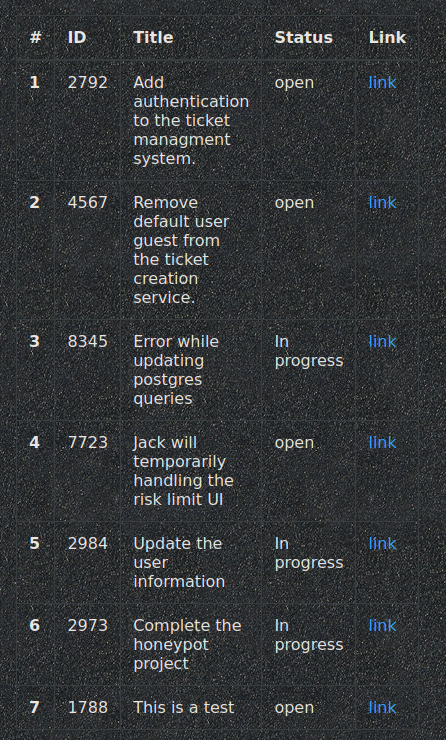 # ID Title Status Link
1 2792 Add authentication to the ticket managment system. open link
2 4567 Remove default user guest from the ticket creation service. open link
3 8345 Error while updating postgres queries In progress link
4 7723 Jack will temporarily handling the risk limit UI open link
5 2984 Update the user information In progress link
6 2973 Complete the honeypot project In progress link
7 1788 This is a test open link